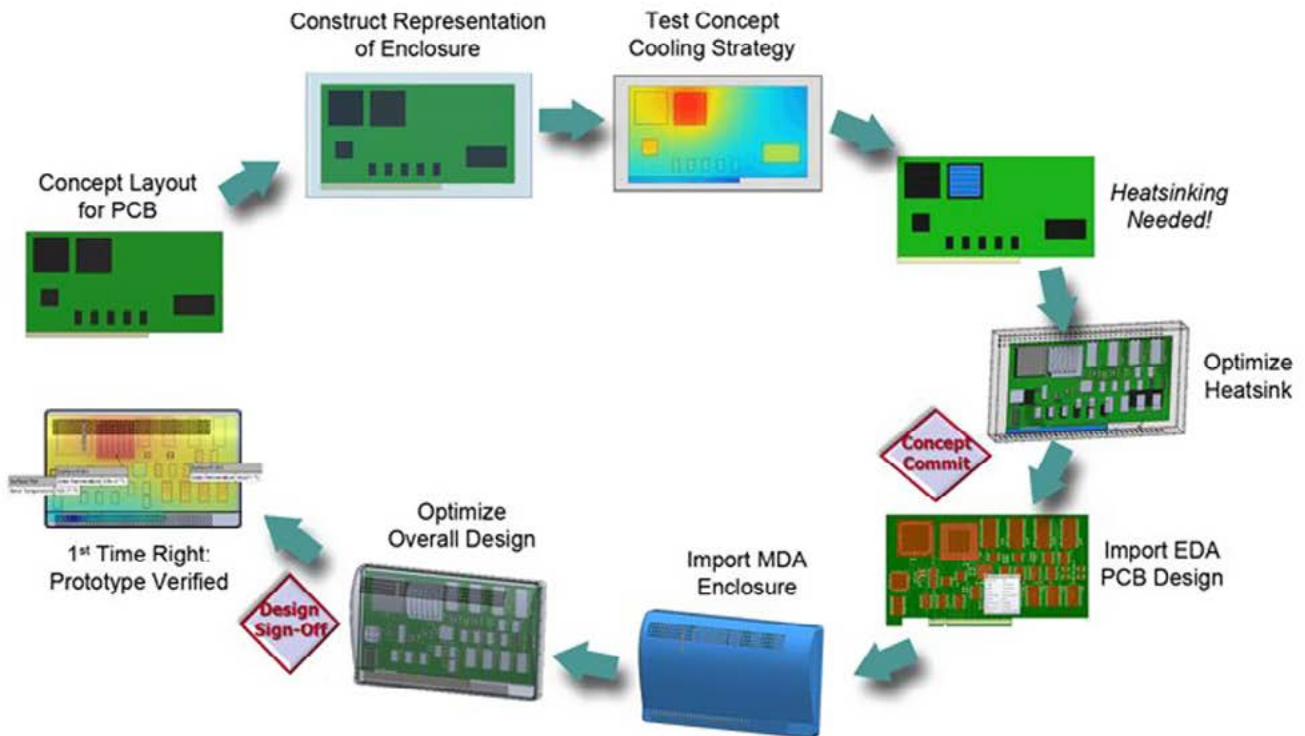 Construct Representation
of Enclosure
Test Concept
Cooling Strategy
Concept Layout
for PCB
Heatsinking
Needed!
Optimize
Heatsink
Concept
Commit
Import EDA
PCB Design
Import MDA
Enclosure
Optimize
Overall Design
Design
Sign-Off
1st Time Right:
Prototype Verified